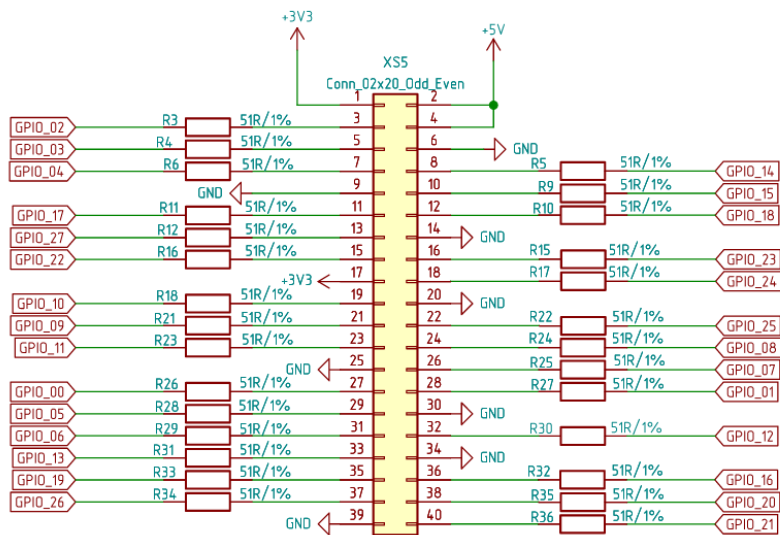 +3V3
+5V
XS5
Conn_02x20_Odd_Even
1 2
GPIO_02 R3 51R/1% 3 4
GPIO_03 R4 51R/1% 5 6 GND
GPIO_04 R6 51R/1% 7 8 R5 51R/1% GPIO_14
GND 9 10 R9 51R/1% GPIO_15
GPIO_17 R11 51R/1% 11 12 R10 51R/1% GPIO_18
GPIO_27 R12 51R/1% 13 14 GND
GPIO_22 R16 51R/1% 15 16 R15 51R/1% GPIO_23
+3V3 17 18 R17 51R/1% GPIO_24
GPIO_10 R18 51R/1% 19 20 GND
GPIO_09 R21 51R/1% 21 22 R22 51R/1% GPIO_25
GPIO_11 R23 51R/1% 23 24 R24 51R/1% GPIO_08
GND 25 26 R25 51R/1% GPIO_07
GPIO_00 R26 51R/1% 27 28 R27 51R/1% GPIO_01
GPIO_05 R28 51R/1% 29 30 GND
GPIO_06 R29 51R/1% 31 32 R30 51R/1% GPIO_12
GPIO_13 R31 51R/1% 33 34 GND
GPIO_19 R33 51R/1% 35 36 R32 51R/1% GPIO_16
GPIO_26 R34 51R/1% 37 38 R35 51R/1% GPIO_20
GND 39 40 R36 51R/1% GPIO_21